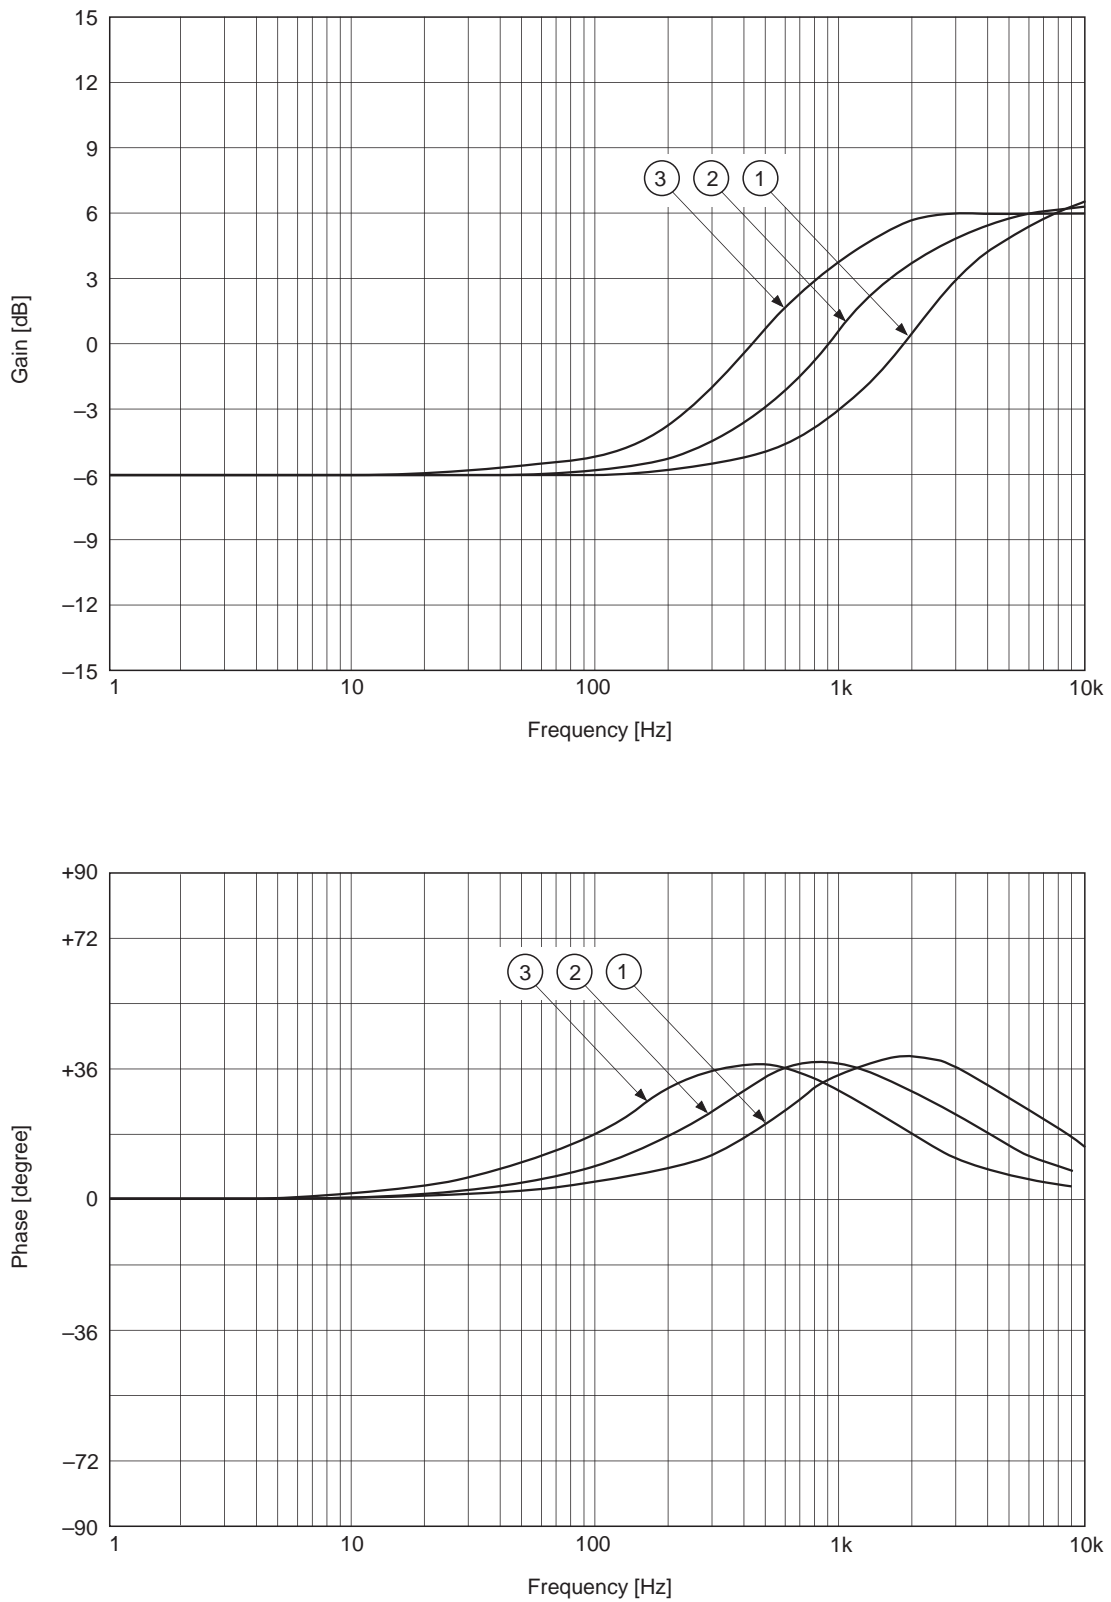 15
12
9
6
3
0
–3
–6
–9
–12
–15
Gain [dB]
3 2 1
1 10 100 1k 10k
Frequency [Hz]
+90
+72
+36
0
–36
–72
–90
Phase [degree]
3 2 1
1 10 100 1k 10k
Frequency [Hz]